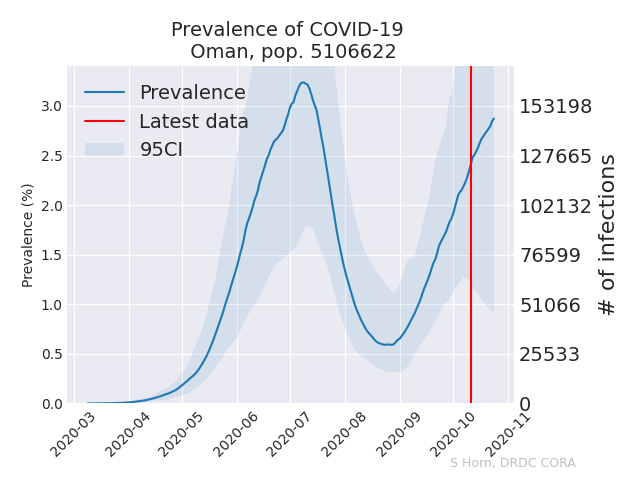 Prevalence of COVID-19
Oman, pop. 5106622
Prevalence
Latest data
95CI
Prevalence (%)
3.0
2.5
2.0
1.5
1.0
0.5
0.0
153198
127665
102132
76599
51066
25533
0
# of infections
2020-03
2020-04
2020-05
2020-06
2020-07
2020-08
2020-09
2020-10
2020-11
S Horn, DRDC CORA